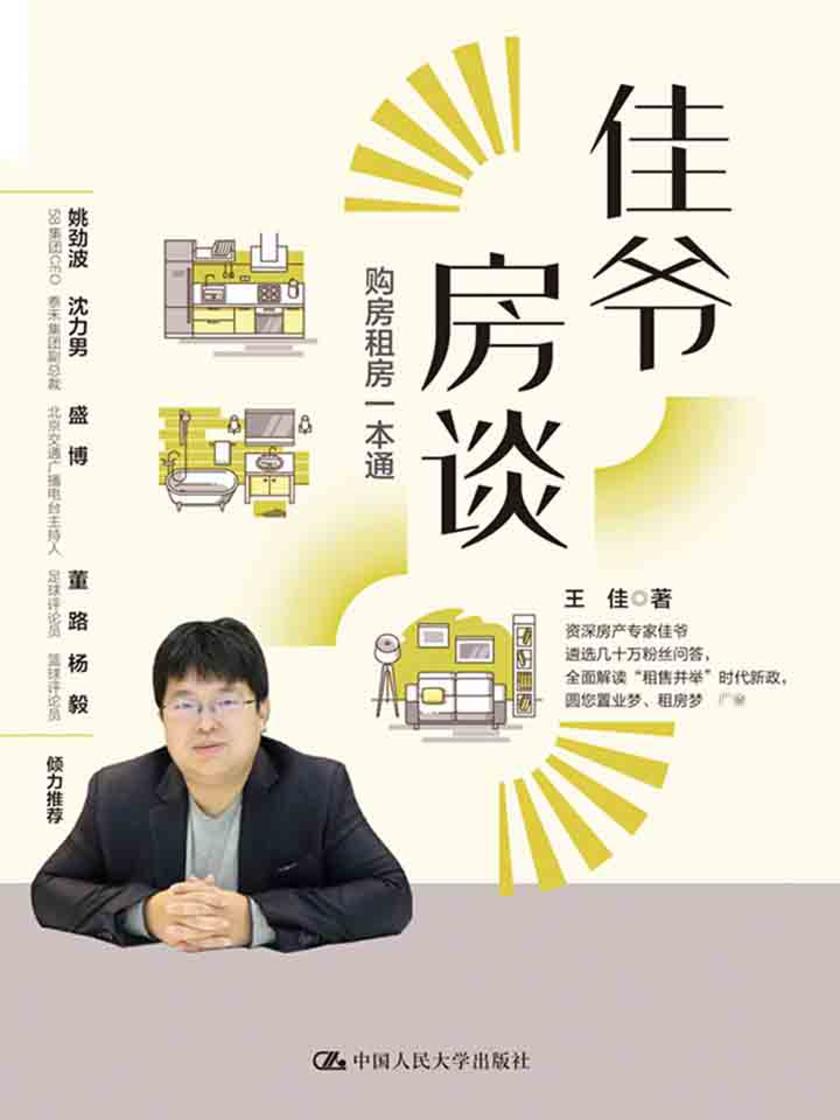 佳爷
房谈
购房租房一本通
姚劲波
58集团CEO
沈力男
泰禾集团副总裁
盛 博
北京交通广播电台主持人
董 路
足球评论员
杨 毅
篮球评论员
倾力推荐
王 佳◎著
资深房产专家佳爷
遴选几十万粉丝问答，
全面解读“租售并举”时代新政，
圆您置业梦、租房梦
中国人民大学出版社